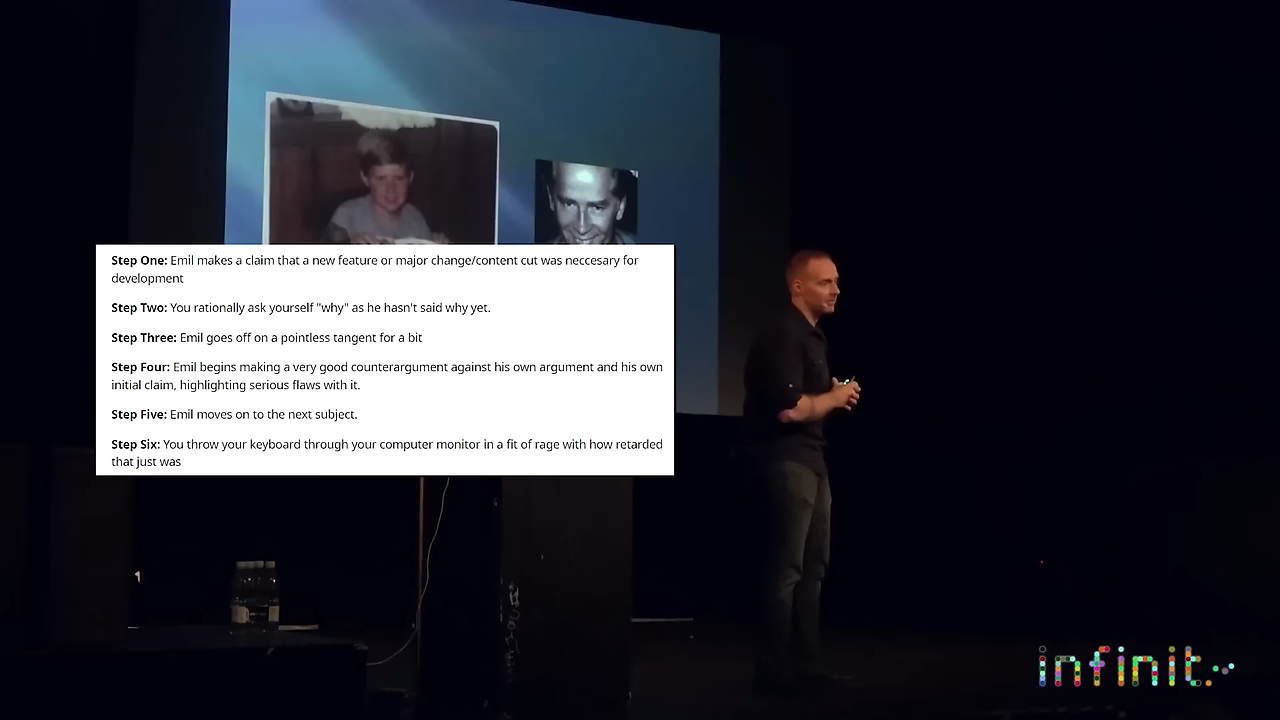 Step One: Emil makes a claim that a new feature or major change/content cut was neccesary for
development
Step Two: You rationally ask yourself "why" as he hasn't said why yet.
Step Three: Emil goes off on a pointless tangent for a bit
Step Four: Emil begins making a very good counterargument against his own argument and his own
initial claim, highlighting serious flaws with it.
Step Five: Emil moves on to the next subject.
Step Six: You throw your keyboard through your computer monitor in a fit of rage with how retarded
that just was
infinit